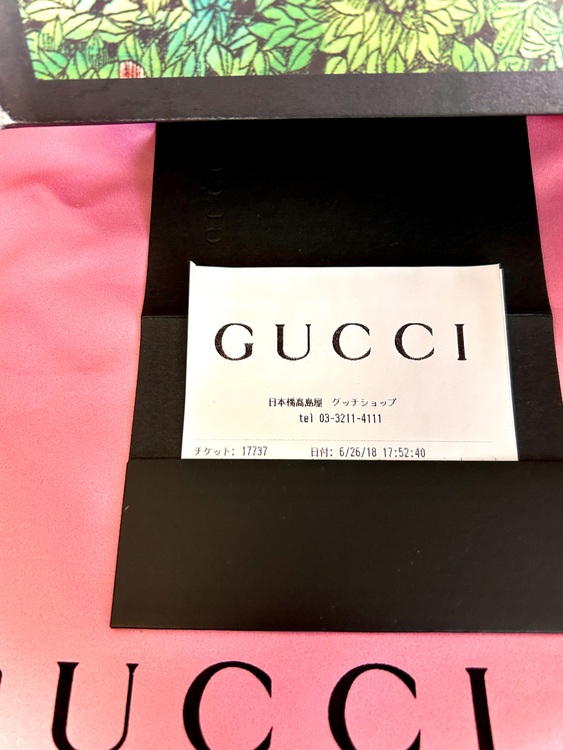 GUCCI
GUCCI
日本橋高島屋 グッチショップ
tel 03-3211-4111
チケット: 17737 日付: 6/26/18 17:52:40
UCCI